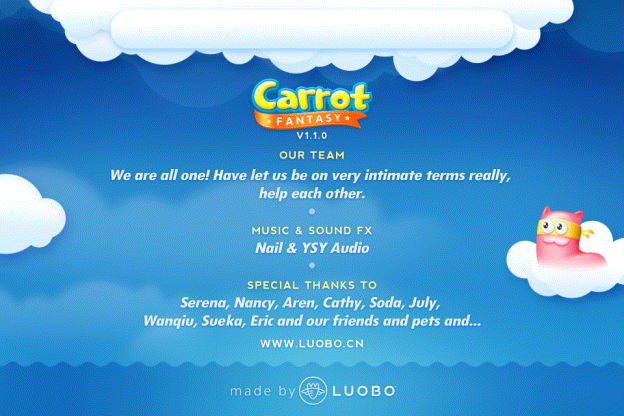 Carrot
FANTASY
V1.1.0
OUR TEAM
We are all one! Have let us be on very intimate terms really,
help each other.
MUSIC & SOUND FX
Nail & YSY Audio
SPECIAL THANKS TO
Serena, Nancy, Aren, Cathy, Soda, July,
Wanqiu, Sueka, Eric and our friends and pets and...
WWW.LUOBO.CN
made by LUOBO